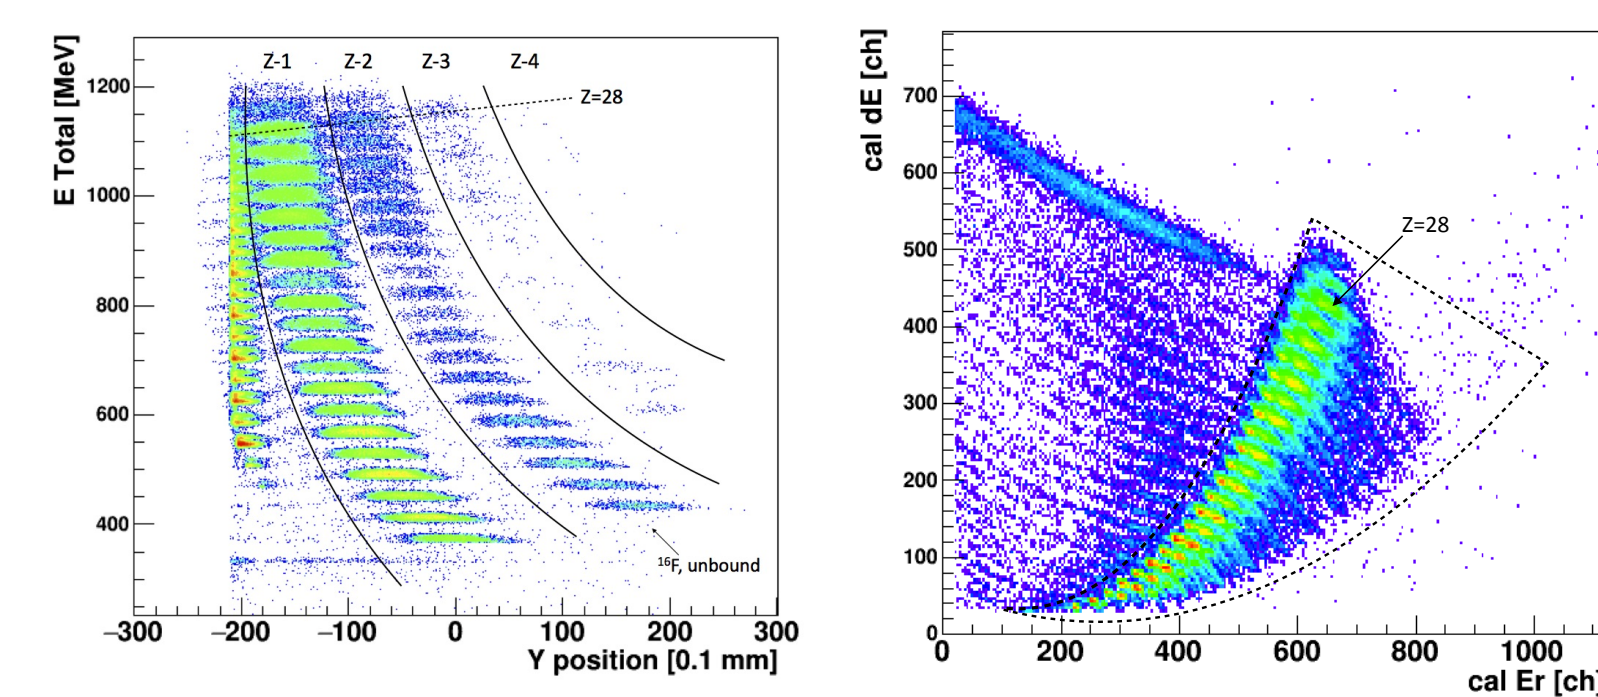 E Total [MeV]
1200
1000
800
600
400
Z-1 Z-2 Z-3 Z-4
Z=28
¹⁶F, unbound
−300 −200 −100 0 100 200 300
Y position [0.1 mm]
cal dE [ch]
700
600
500
400
300
200
100
0
Z=28
0 200 400 600 800 1000
cal Er [ch]